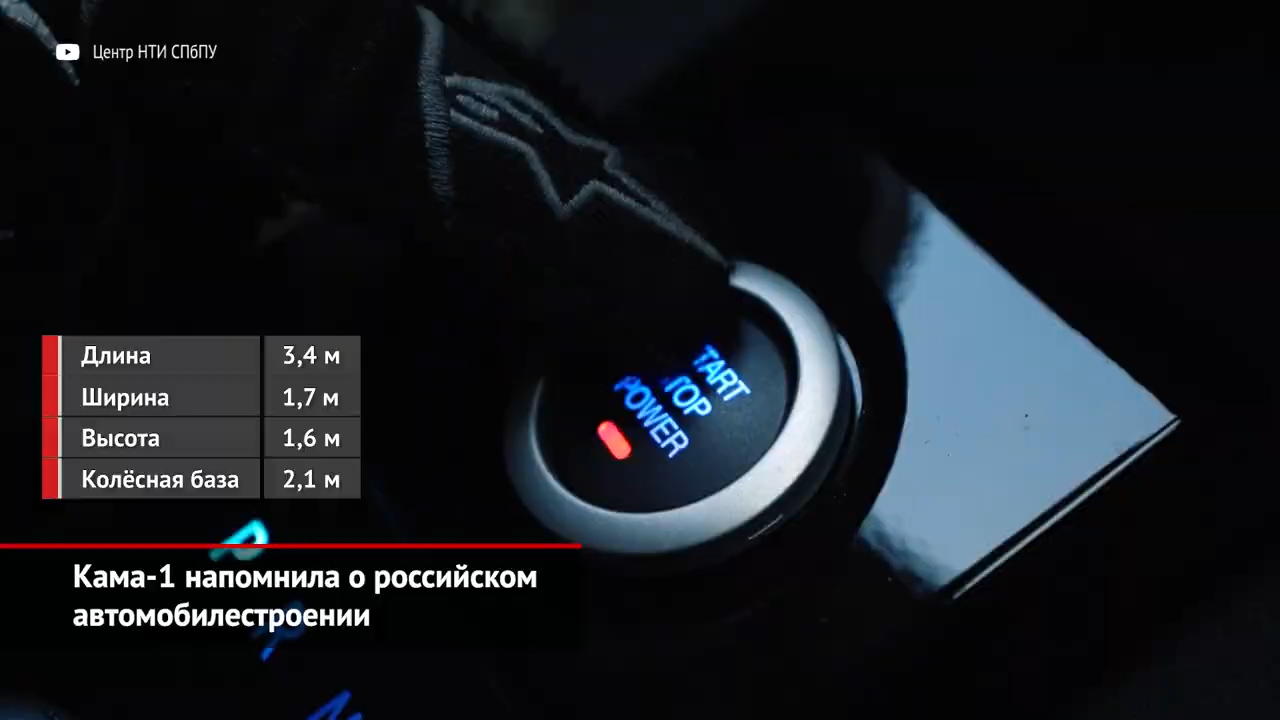 Центр НТИ СПбПУ
Длина 3,4 м
Ширина 1,7 м
Высота 1,6 м
Колёсная база 2,1 м
TART
TOP
POWER
P
R
Кама-1 напомнила о российском
автомобилестроении